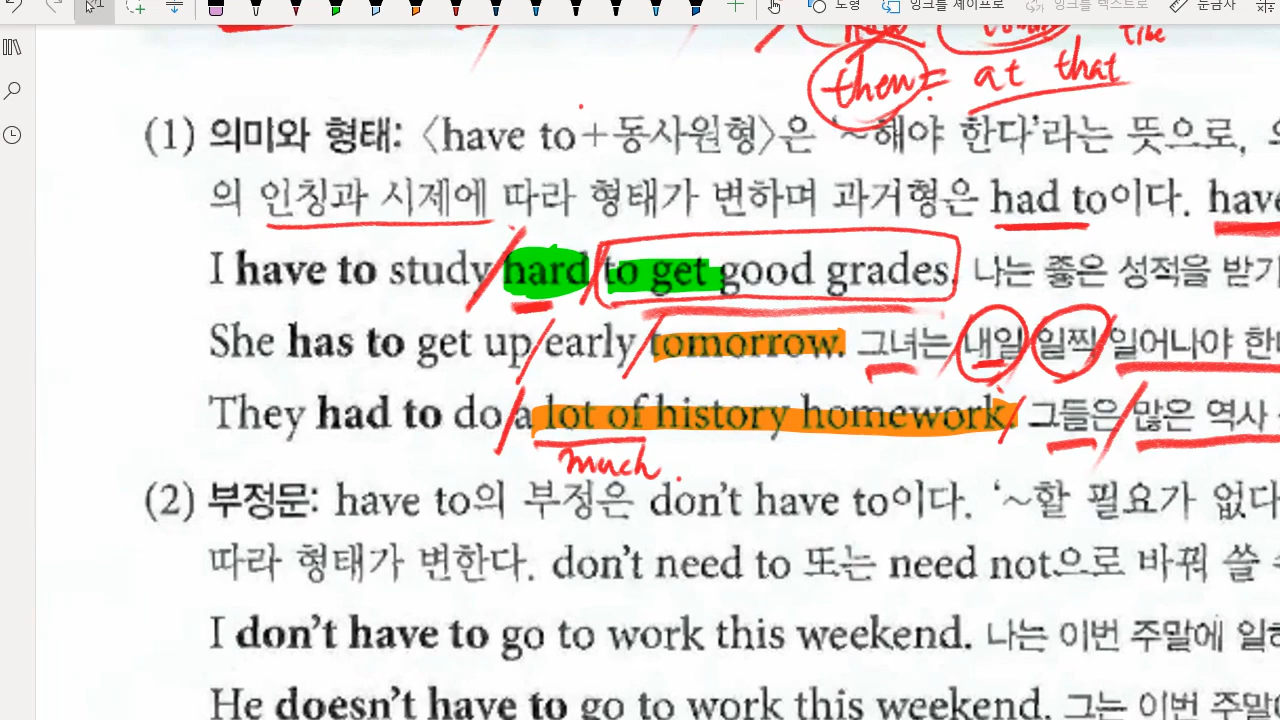 도형 잉크를 셰이프로 잉크를 텍스트로 눈금자
time
then = at that
(1) 의미와 형태: 〈have to+동사원형〉은 '~해야 한다'라는 뜻으로,
의 인칭과 시제에 따라 형태가 변하며 과거형은 had to이다. have
I have to study hard to get good grades. 나는 좋은 성적을 받기
She has to get up early tomorrow. 그녀는 내일 일찍 일어나야 한
They had to do a lot of history homework. 그들은 많은 역사
much
(2) 부정문: have to의 부정은 don't have to이다. '~할 필요가 없다
따라 형태가 변한다. don't need to 또는 need not으로 바꿔 쓸
I don't have to go to work this weekend. 나는 이번 주말에 일하
He doesn't have to go to work this weekend. 그는 이번 주말에